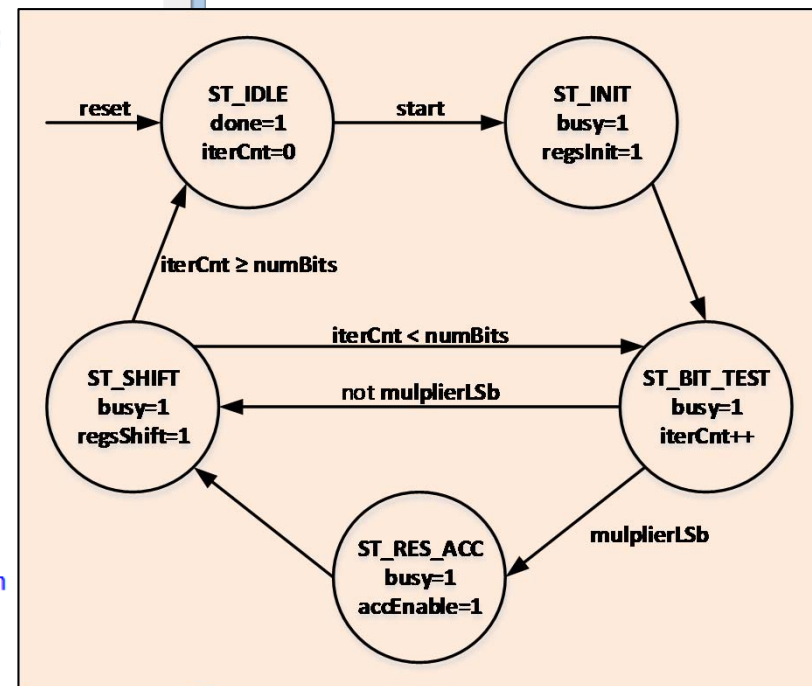 reset
ST_IDLE
done=1
iterCnt=0
start
ST_INIT
busy=1
regsInit=1
iterCnt ≥ numBits
iterCnt < numBits
ST_SHIFT
busy=1
regsShift=1
not mulplierLSb
ST_BIT_TEST
busy=1
iterCnt++
mulplierLSb
ST_RES_ACC
busy=1
accEnable=1